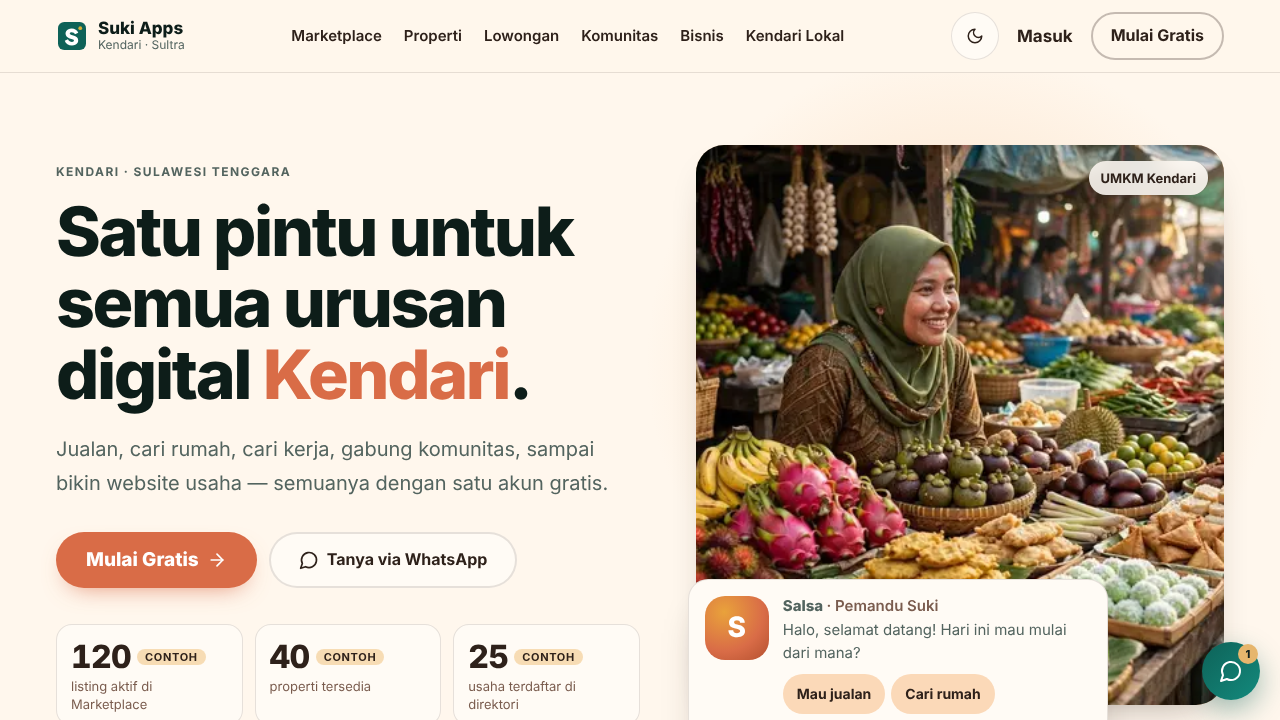 S
Suki Apps
Kendari · Sultra
Marketplace
Properti
Lowongan
Komunitas
Bisnis
Kendari Lokal
Masuk
Mulai Gratis
KENDARI · SULAWESI TENGGARA
Satu pintu untuk
semua urusan
digital Kendari.
Jualan, cari rumah, cari kerja, gabung komunitas, sampai
bikin website usaha — semuanya dengan satu akun gratis.
Mulai Gratis →
Tanya via WhatsApp
120 CONTOH
listing aktif di
Marketplace
40 CONTOH
properti tersedia
25 CONTOH
usaha terdaftar di
direktori
UMKM Kendari
S
Salsa · Pemandu Suki
Halo, selamat datang! Hari ini mau mulai
dari mana?
Mau jualan
Cari rumah
1